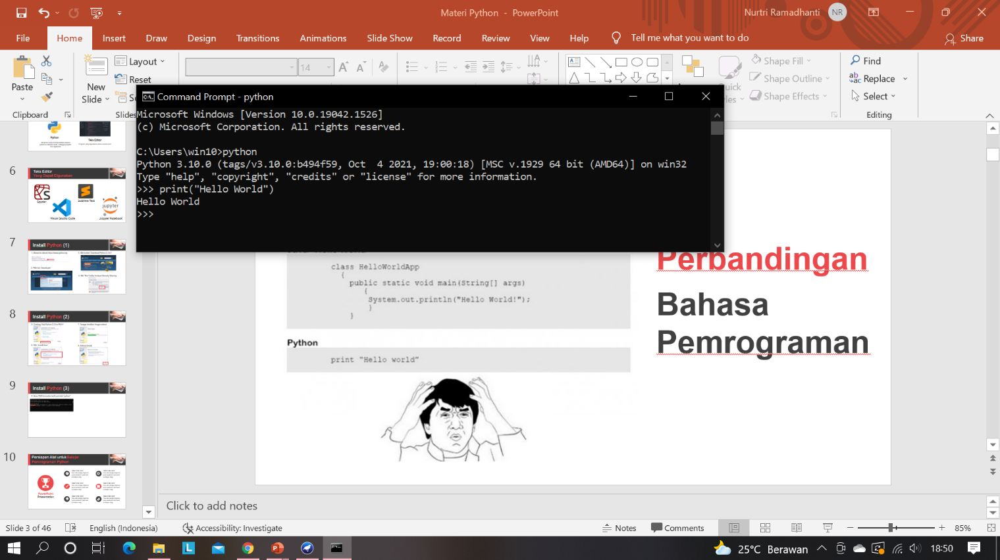 Materi Python - PowerPoint
Nurtri Ramadhanti
NR
File
Home
Insert
Draw
Design
Transitions
Animations
Slide Show
Record
Review
View
Help
Tell me what you want to do
Share
Paste
Clipboard
New
Slide
Layout
Reset
Slides
14
Shape Fill
Shape Outline
Shape Effects
Find
Replace
Select
Editing
Command Prompt - python
Microsoft Windows [Version 10.0.19042.1526]
(c) Microsoft Corporation. All rights reserved.
C:\Users\win10>python
Python 3.10.0 (tags/v3.10.0:b494f59, Oct  4 2021, 19:00:18) [MSC v.1929 64 bit (AMD64)] on win32
Type "help", "copyright", "credits" or "license" for more information.
>>> print("Hello World")
Hello World
>>>
Python
Teks Editor
6
Teks Editor
Yang Dapat Digunakan
Spyder
Visual Studio Code
Sublime Text
jupyter
Jupyter Notebook
7
Install Python (1)
8
Install Python (2)
9
Install Python (3)
10
Persiapan Alat untuk Belajar
Pemrograman Python
PowerPoint
Presentation
class HelloWorldApp
{
public static void main(String[] args)
{
System.out.println("Hello World!");
}
}
Python
print "Hello world"
Perbandingan
Bahasa
Pemrograman
Click to add notes
Slide 3 of 46
English (Indonesia)
Accessibility: Investigate
Notes
Comments
85%
25°C Berawan
18:50